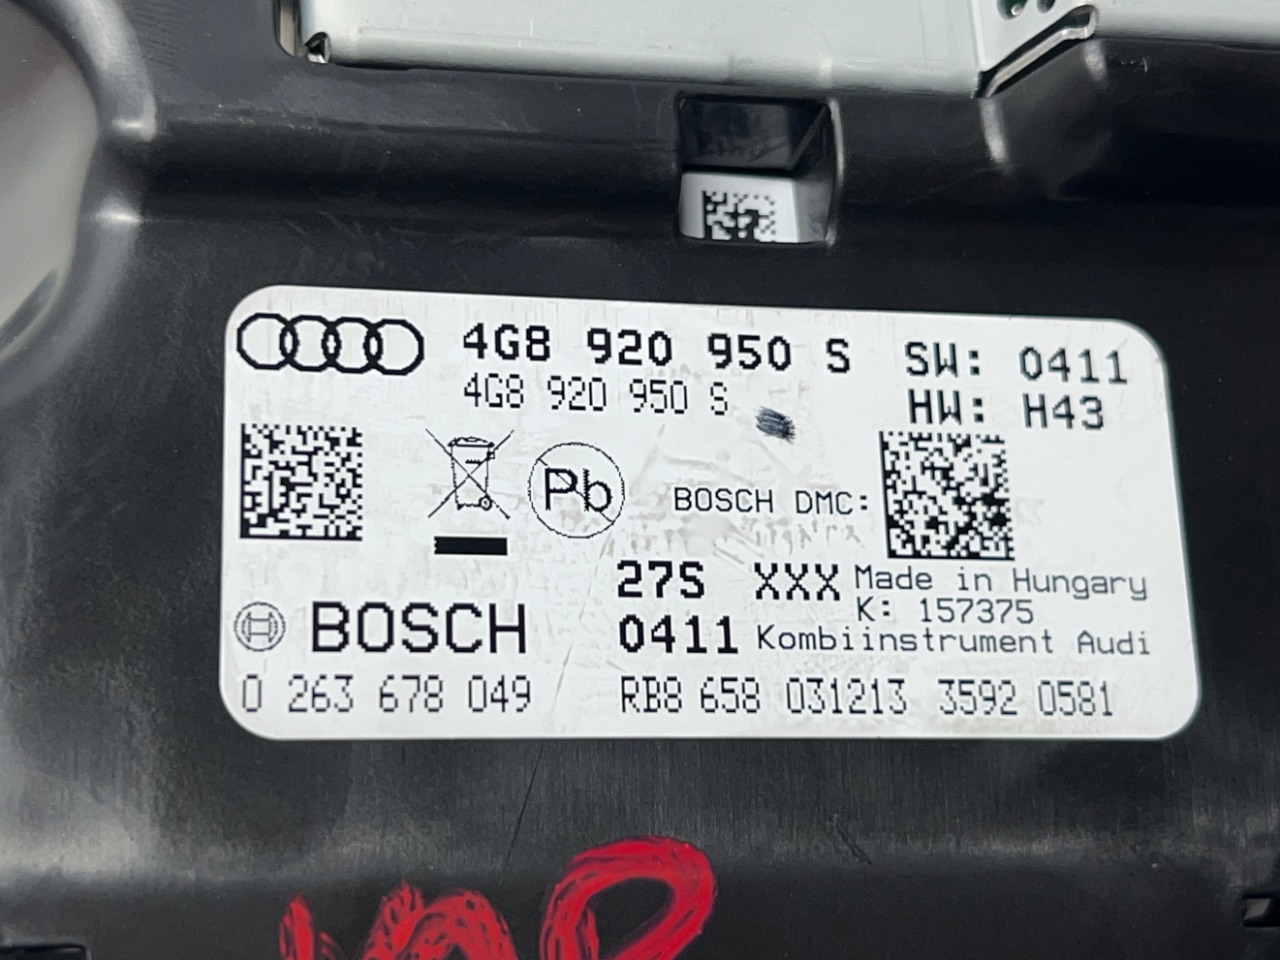 4G8 920 950 S SW: 0411
4G8 920 950 S HW: H43
Pb BOSCH DMC:
27S XXX Made in Hungary
K: 157375
BOSCH 0411 Kombiinstrument Audi
0 263 678 049 RB8 658 031213 3592 0581